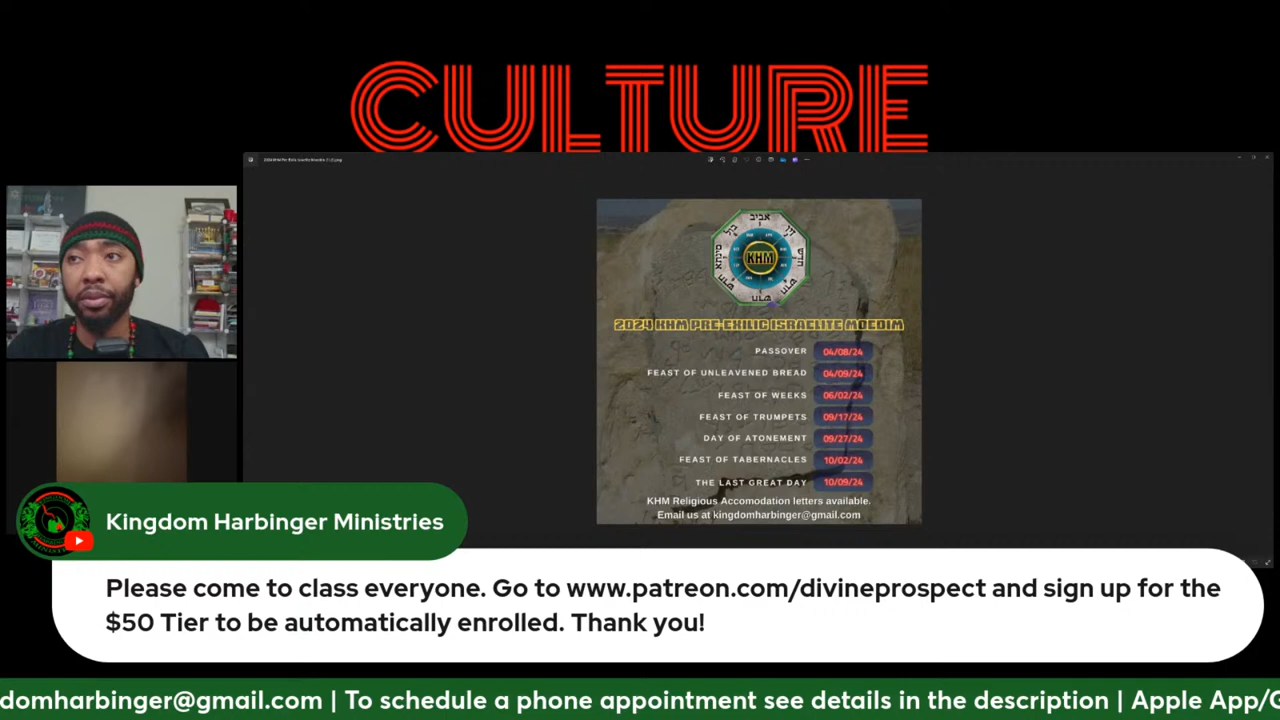 CULTURE
אביב
KHM
2024 KHM PRE-EXILIC ISRAELITE MOEDIM
PASSOVER 04/08/24
FEAST OF UNLEAVENED BREAD 04/09/24
FEAST OF WEEKS 06/02/24
FEAST OF TRUMPETS 09/17/24
DAY OF ATONEMENT 09/27/24
FEAST OF TABERNACLES 10/02/24
THE LAST GREAT DAY 10/09/24
KHM Religious Accomodation letters available.
Email us at kingdomharbinger@gmail.com
Kingdom Harbinger Ministries
Please come to class everyone. Go to www.patreon.com/divineprospect and sign up for the
$50 Tier to be automatically enrolled. Thank you!
domharbinger@gmail.com | To schedule a phone appointment see details in the description | Apple App/G